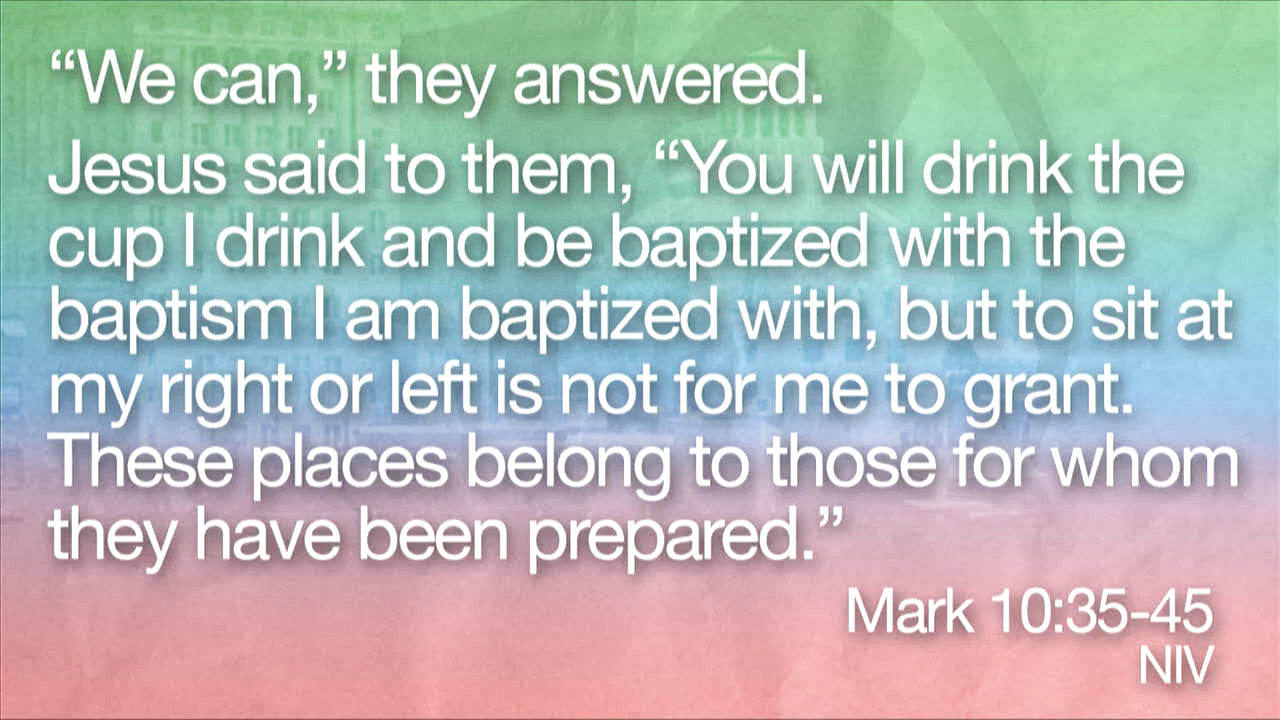 “We can,” they answered.
Jesus said to them, “You will drink the
cup I drink and be baptized with the
baptism I am baptized with, but to sit at
my right or left is not for me to grant.
These places belong to those for whom
they have been prepared.”
Mark 10:35-45
NIV